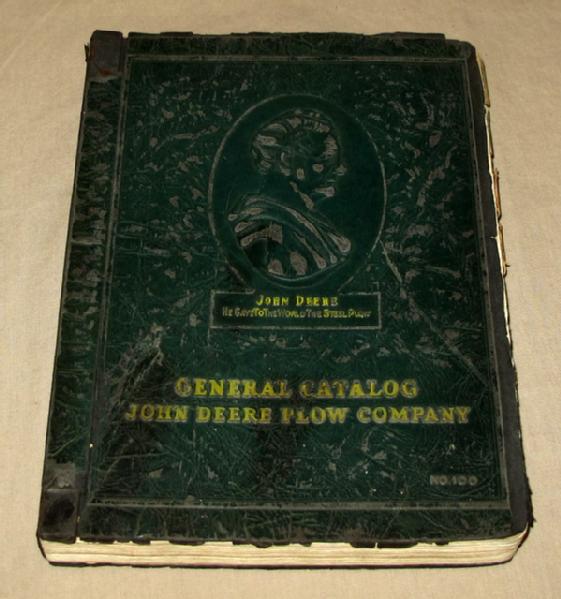 JOHN DEERE
HE GAVE TO THE WORLD THE STEEL PLOW
GENERAL CATALOG
JOHN DEERE PLOW COMPANY
NO. 100